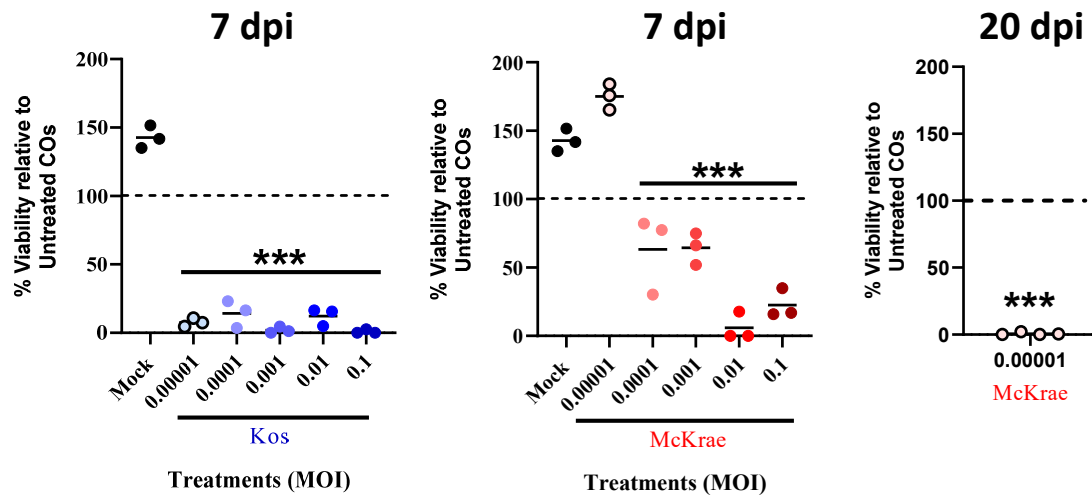 7 dpi
% Viability relative to
Untreated COs
200
150
100
50
0
***
Mock
0.00001
0.0001
0.001
0.01
0.1
Kos
Treatments (MOI)
7 dpi
% Viability relative to
Untreated COs
200
150
100
50
0
***
Mock
0.00001
0.0001
0.001
0.01
0.1
McKrae
Treatments (MOI)
20 dpi
% Viability relative to
Untreated COs
200
150
100
50
0
***
0.00001
McKrae